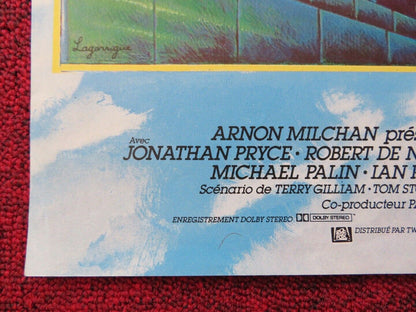 Lagarrigue
ARNON MILCHAN pré
Avec
JONATHAN PRYCE · ROBERT DE N
MICHAEL PALIN · IAN
Scénario de TERRY GILLIAM · TOM ST
Co-producteur PA
ENREGISTREMENT DOLBY STEREO DOLBY STEREO
DISTRIBUÉ PAR TW